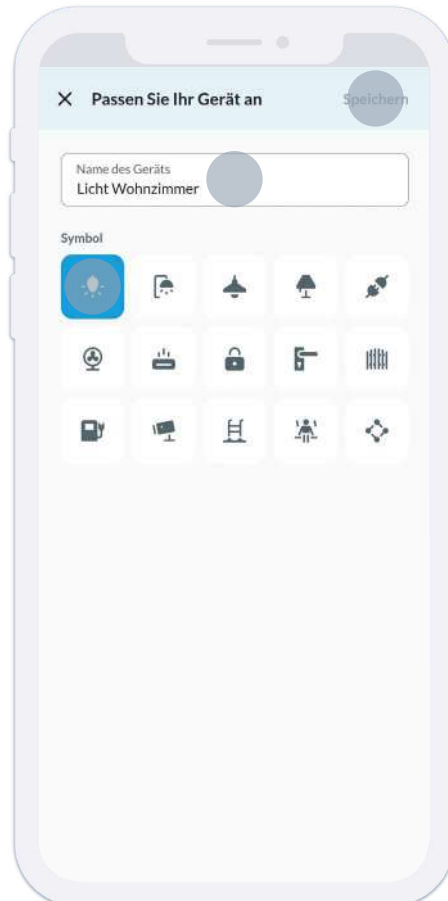 Passen Sie Ihr Gerät an
Speichern
Name des Geräts
Licht Wohnzimmer
Symbol